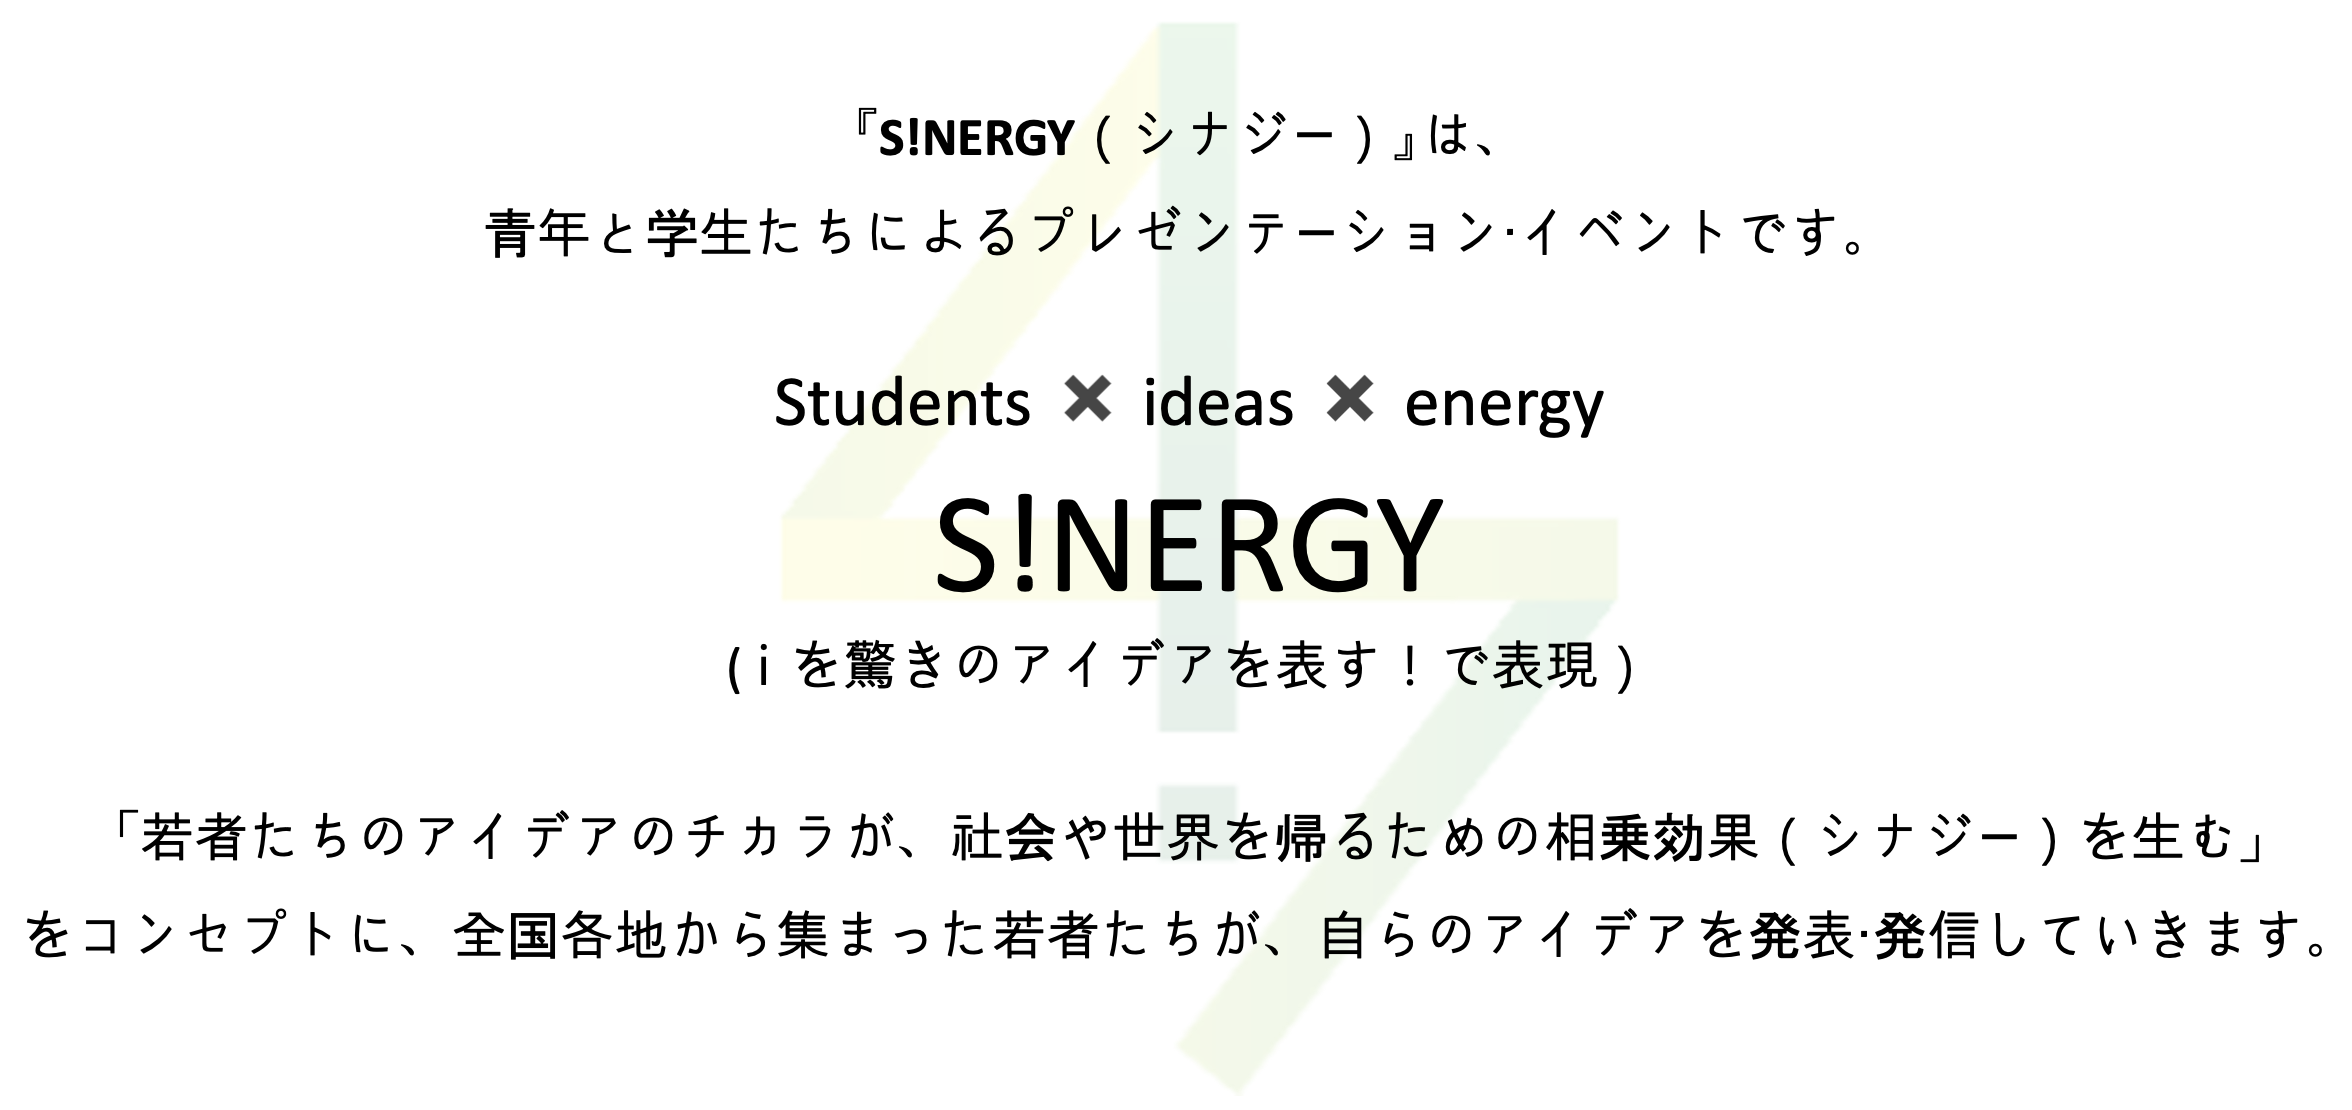 『S!NERGY（シナジー）』は、
青年と学生たちによるプレゼンテーション·イベントです。
Students ✖ ideas ✖ energy
S!NERGY
（i を驚きのアイデアを表す！で表現）
「若者たちのアイデアのチカラが、社会や世界を帰るための相乗効果（シナジー）を生む」
をコンセプトに、全国各地から集まった若者たちが、自らのアイデアを発表·発信していきます。